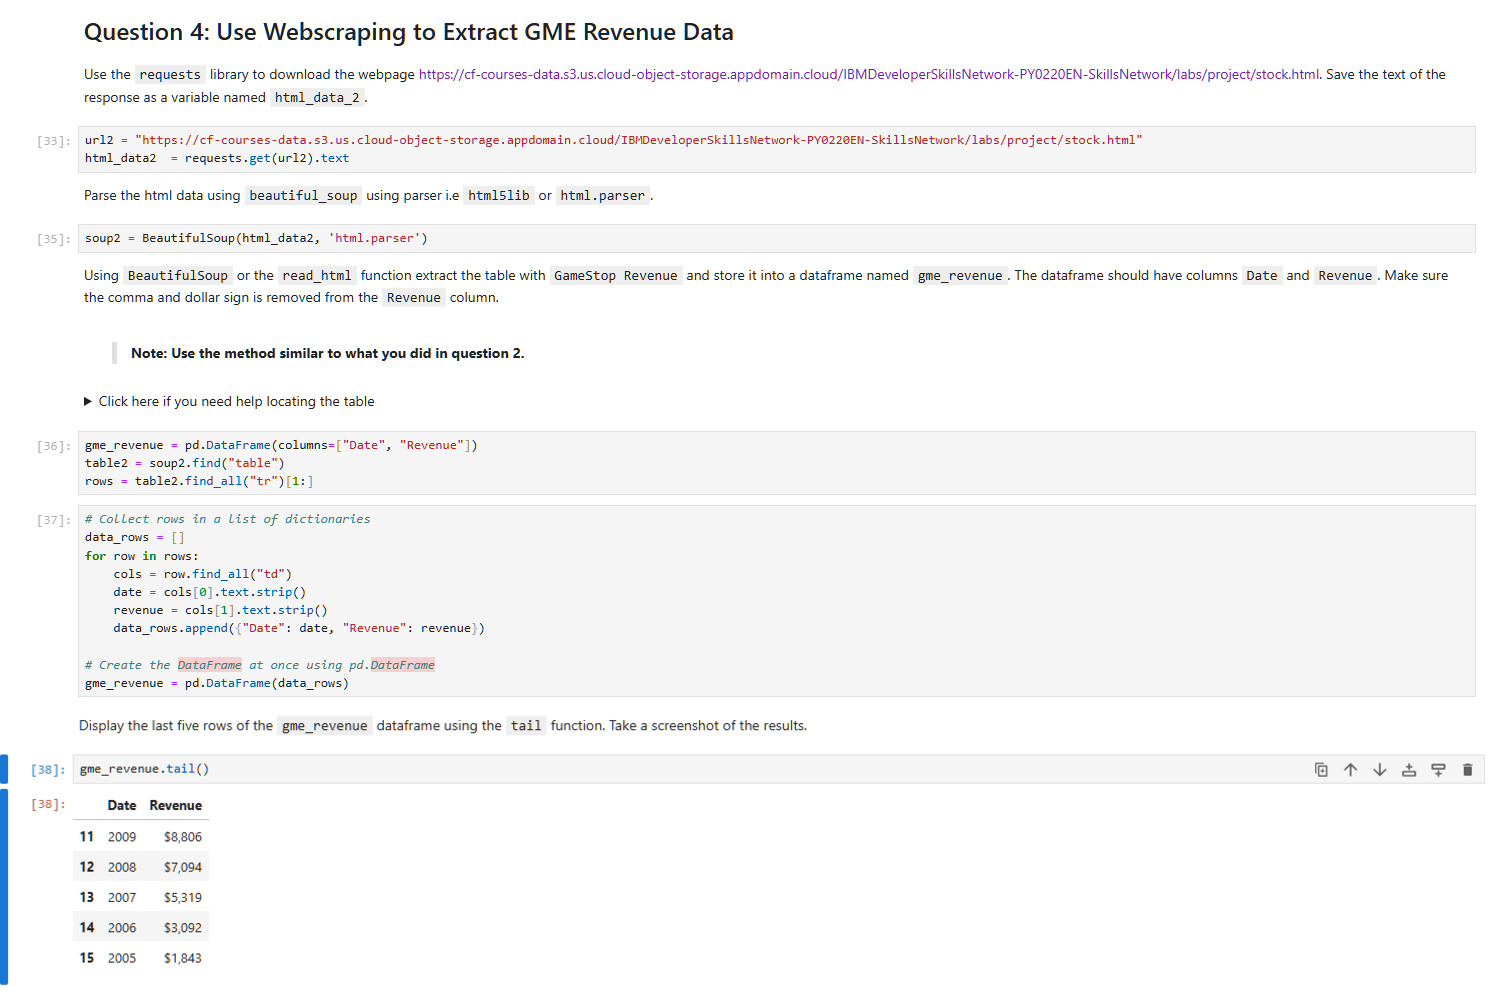 Question 4: Use Webscraping to Extract GME Revenue Data
Use the requests library to download the webpage https://cf-courses-data.s3.us.cloud-object-storage.appdomain.cloud/IBMDeveloperSkillsNetwork-PY0220EN-SkillsNetwork/labs/project/stock.html. Save the text of the
response as a variable named html_data_2 .
[33]: url2 = "https://cf-courses-data.s3.us.cloud-object-storage.appdomain.cloud/IBMDeveloperSkillsNetwork-PY0220EN-SkillsNetwork/labs/project/stock.html"
html_data2  = requests.get(url2).text
Parse the html data using beautiful_soup using parser i.e html5lib or html.parser .
[35]: soup2 = BeautifulSoup(html_data2, 'html.parser')
Using BeautifulSoup or the read_html function extract the table with GameStop Revenue and store it into a dataframe named gme_revenue . The dataframe should have columns Date and Revenue . Make sure
the comma and dollar sign is removed from the Revenue column.
Note: Use the method similar to what you did in question 2.
▶ Click here if you need help locating the table
[36]: gme_revenue = pd.DataFrame(columns=["Date", "Revenue"])
table2 = soup2.find("table")
rows = table2.find_all("tr")[1:]
[37]: # Collect rows in a list of dictionaries
data_rows = []
for row in rows:
    cols = row.find_all("td")
    date = cols[0].text.strip()
    revenue = cols[1].text.strip()
    data_rows.append({"Date": date, "Revenue": revenue})
# Create the DataFrame at once using pd.DataFrame
gme_revenue = pd.DataFrame(data_rows)
Display the last five rows of the gme_revenue dataframe using the tail function. Take a screenshot of the results.
[38]: gme_revenue.tail()
[38]: Date Revenue
11 2009 $8,806
12 2008 $7,094
13 2007 $5,319
14 2006 $3,092
15 2005 $1,843